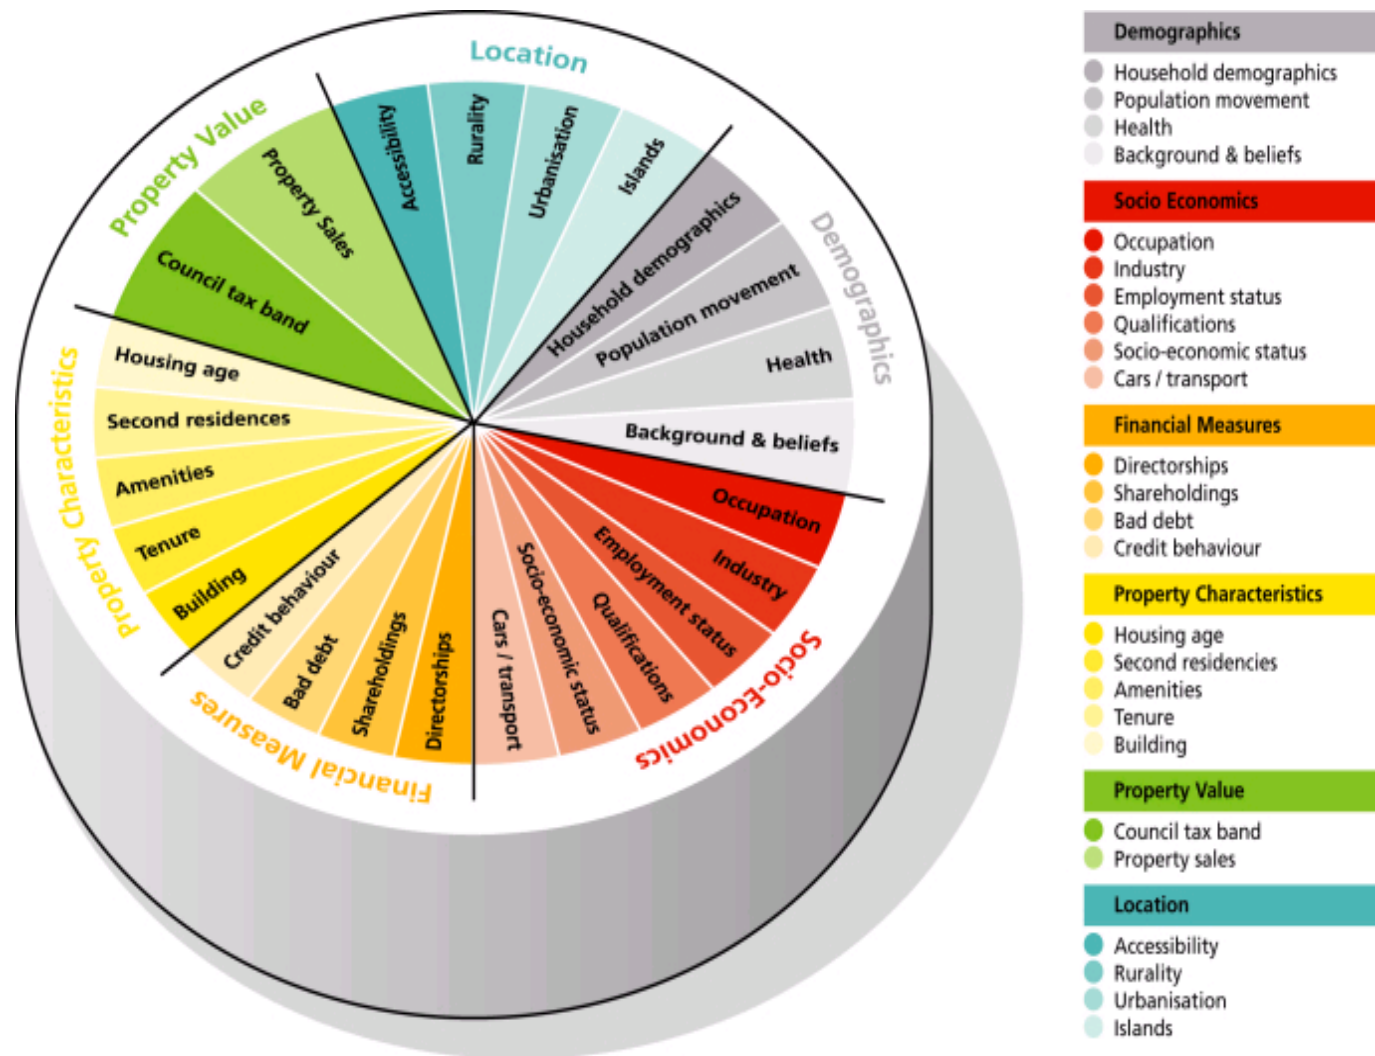 Location
Accessibility
Rurality
Urbanisation
Islands
Demographics
Household demographics
Population movement
Health
Background & beliefs
Socio-Economics
Occupation
Industry
Employment status
Qualifications
Socio-economic status
Cars / transport
Financial Measures
Directorships
Shareholdings
Bad debt
Credit behaviour
Property Characteristics
Building
Tenure
Amenities
Second residences
Housing age
Property Value
Council tax band
Property Sales
Demographics
Household demographics
Population movement
Health
Background & beliefs
Socio Economics
Occupation
Industry
Employment status
Qualifications
Socio-economic status
Cars / transport
Financial Measures
Directorships
Shareholdings
Bad debt
Credit behaviour
Property Characteristics
Housing age
Second residencies
Amenities
Tenure
Building
Property Value
Council tax band
Property sales
Location
Accessibility
Rurality
Urbanisation
Islands